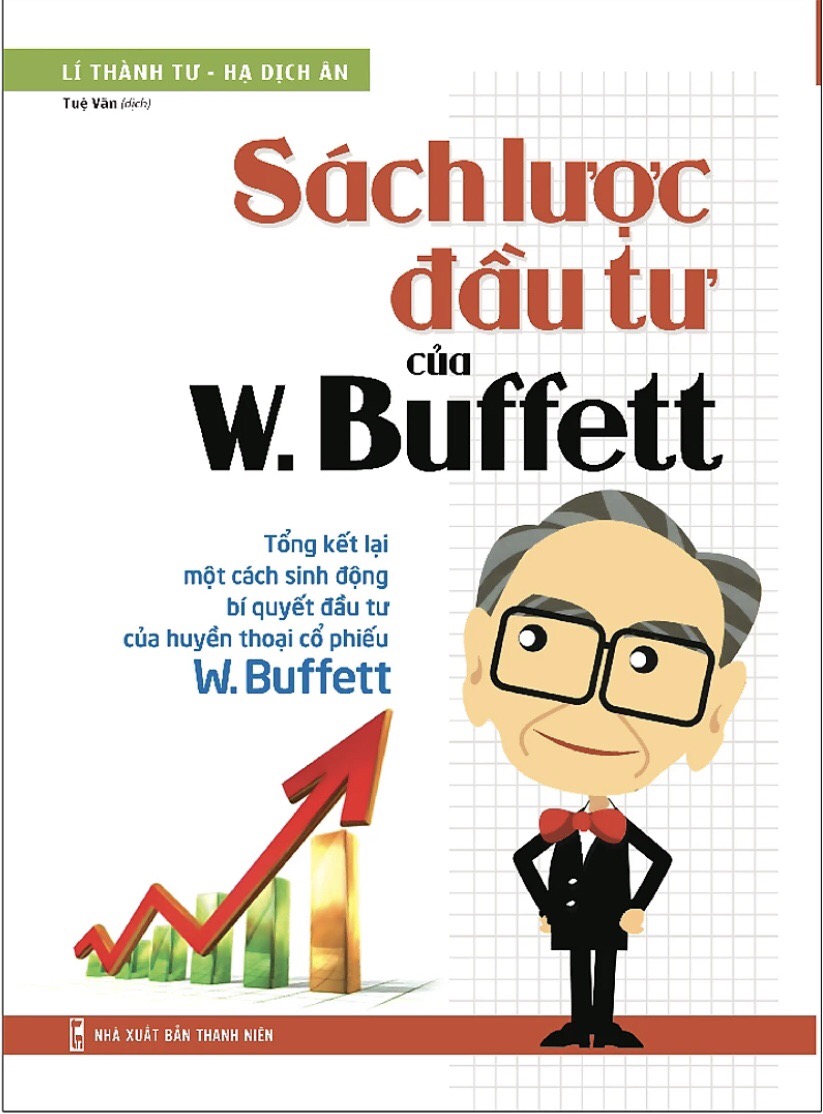 LÍ THÀNH TƯ - HẠ DỊCH ÂN
Tuệ Văn (dịch)
Sách lược
đầu tư
của
W. Buffett
Tổng kết lại
một cách sinh động
bí quyết đầu tư
của huyền thoại cổ phiếu
W. Buffett
NHÀ XUẤT BẢN THANH NIÊN